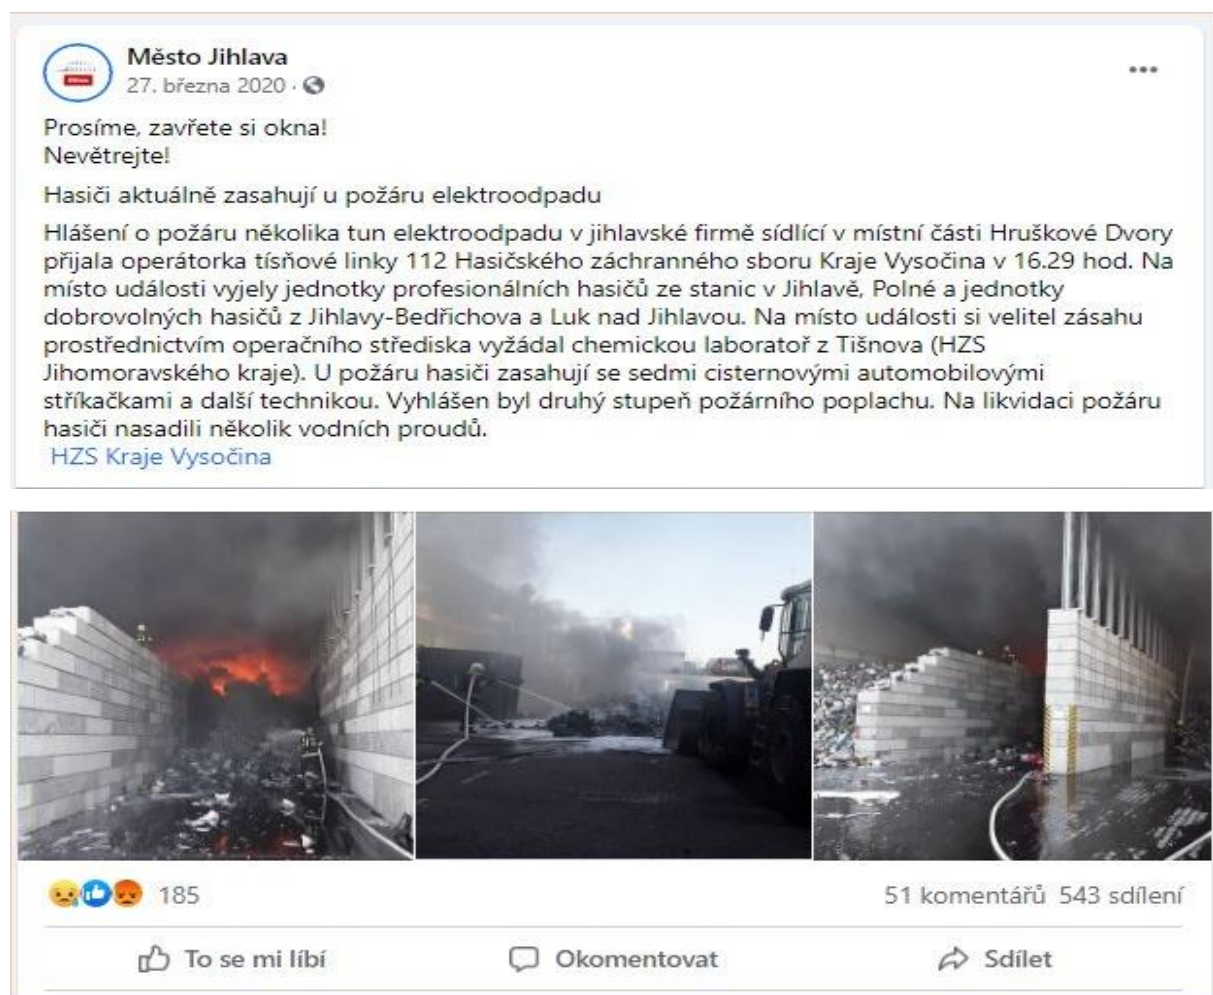 Město Jihlava
27. března 2020 ·
Prosíme, zavřete si okna!
Nevětrejte!
Hasiči aktuálně zasahují u požáru elektroodpadu
Hlášení o požáru několika tun elektroodpadu v jihlavské firmě sídlící v místní části Hruškové Dvory
přijala operátorka tísňové linky 112 Hasičského záchranného sboru Kraje Vysočina v 16.29 hod. Na
místo události vyjely jednotky profesionálních hasičů ze stanic v Jihlavě, Polné a jednotky
dobrovolných hasičů z Jihlavy-Bedřichova a Luk nad Jihlavou. Na místo události si velitel zásahu
prostřednictvím operačního střediska vyžádal chemickou laboratoř z Tišnova (HZS
Jihomoravského kraje). U požáru hasiči zasahují se sedmi cisternovými automobilovými
stříkačkami a další technikou. Vyhlášen byl druhý stupeň požárního poplachu. Na likvidaci požáru
hasiči nasadili několik vodních proudů.
HZS Kraje Vysočina
185
51 komentářů 543 sdílení
To se mi líbí
Okomentovat
Sdílet